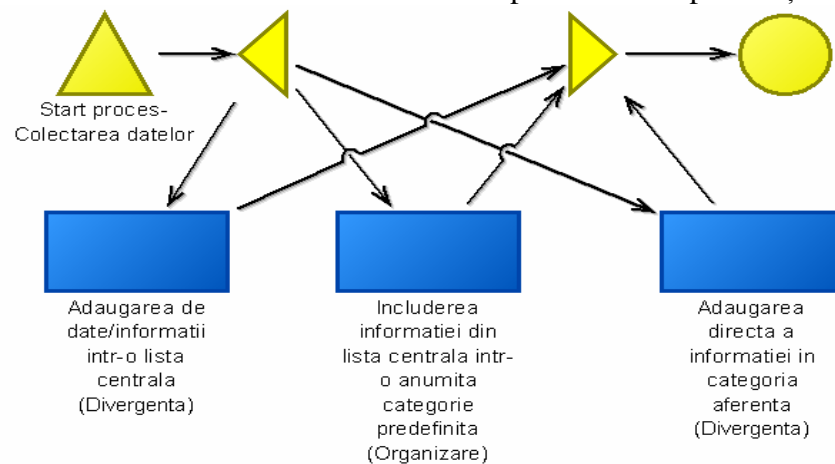 Start proces-
Colectarea datelor
Adaugarea de
date/informatii
intr-o lista
centrala
(Divergenta)
Includerea
informatiei din
lista centrala intr-
o anumita
categorie
predefinita
(Organizare)
Adaugarea
directa a
informatiei in
categoria
aferenta
(Divergenta)